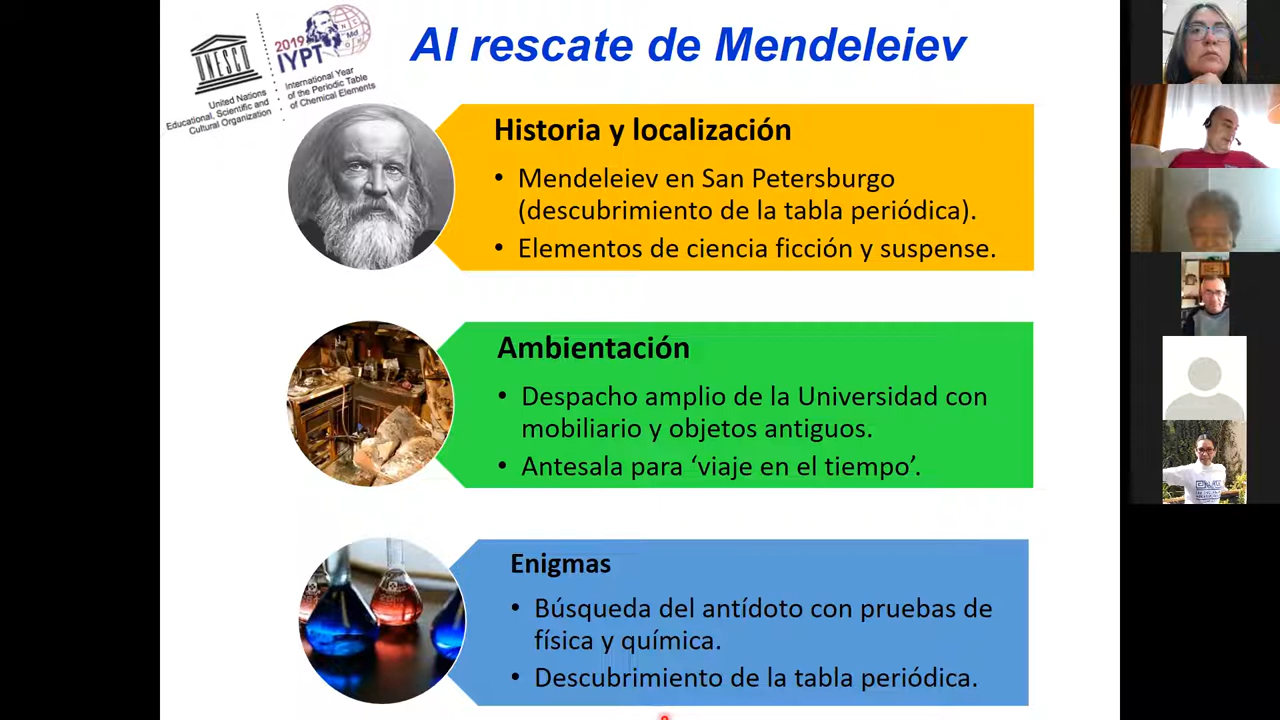 UNESCO
United Nations
Educational, Scientific and
Cultural Organization
2019
IYPT
International Year
of the Periodic Table
of Chemical Elements
Al rescate de Mendeleiev
Historia y localización
• Mendeleiev en San Petersburgo
(descubrimiento de la tabla periódica).
• Elementos de ciencia ficción y suspense.
Ambientación
• Despacho amplio de la Universidad con
mobiliario y objetos antiguos.
• Antesala para ‘viaje en el tiempo’.
Enigmas
• Búsqueda del antídoto con pruebas de
física y química.
• Descubrimiento de la tabla periódica.